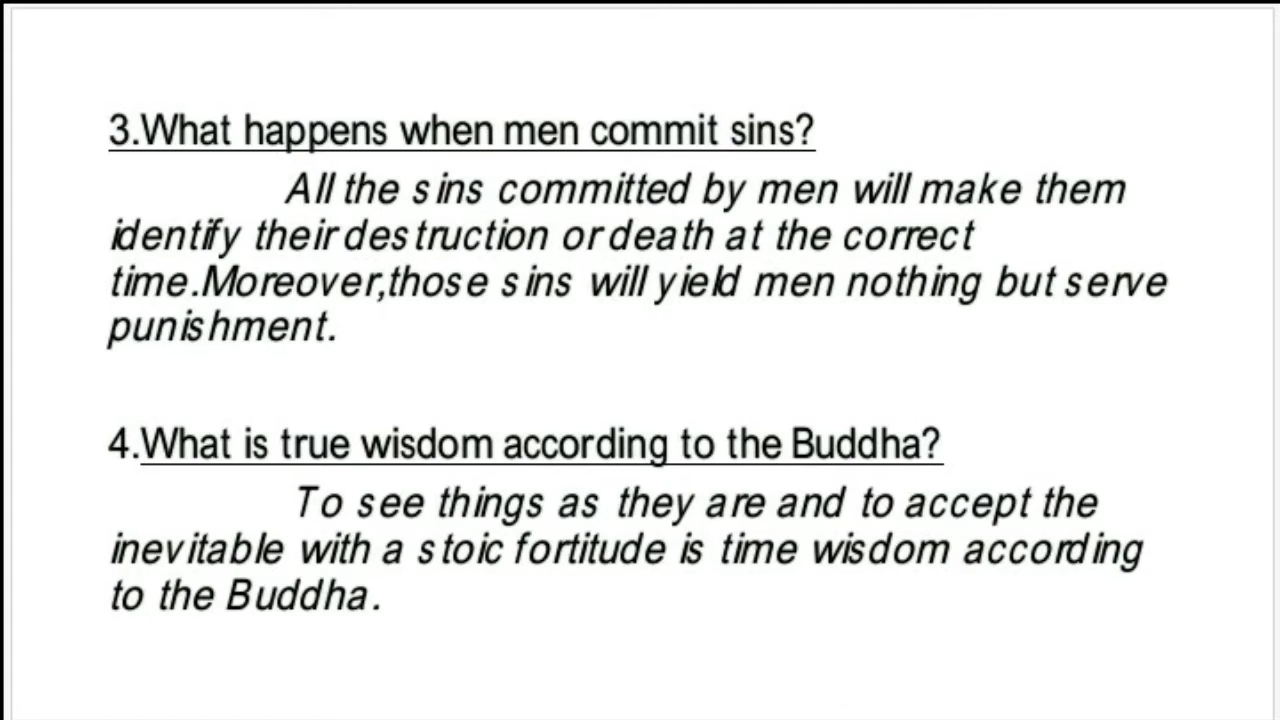 3.What happens when men commit sins?
All the sins committed by men will make them
identify their destruction or death at the correct
time.Moreover,those sins will yield men nothing but serve
punishment.
4.What is true wisdom according to the Buddha?
To see things as they are and to accept the
inevitable with a stoic fortitude is time wisdom according
to the Buddha.